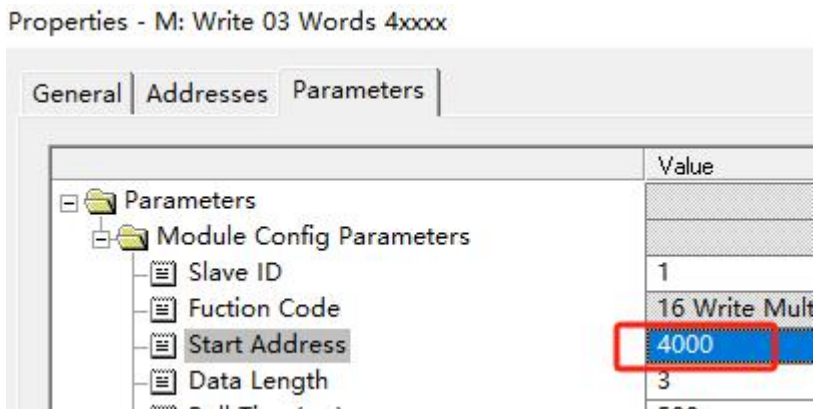 Properties - M: Write 03 Words 4xxxx
General Addresses Parameters
Value
Parameters
Module Config Parameters
Slave ID 1
Fuction Code 16 Write Mult
Start Address 4000
Data Length 3